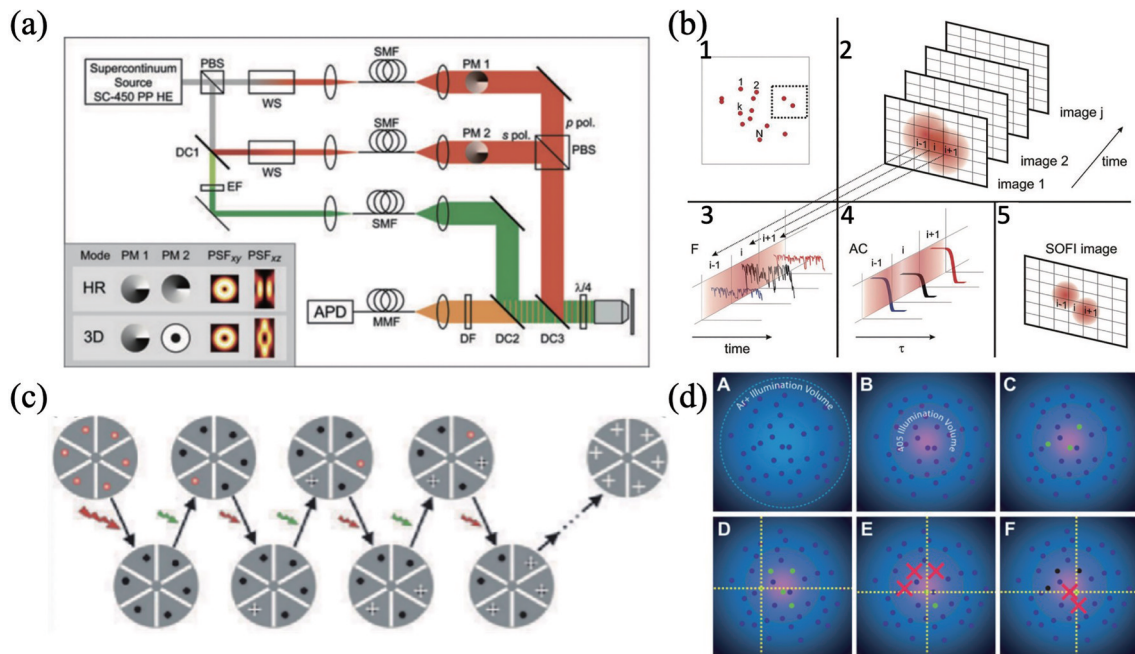 (a)
Supercontinuum
Source
SC-450 PP HE
PBS
WS
SMF
PM 1
DC1
WS
SMF
PM 2
s pol.
p pol.
PBS
EF
SMF
Mode PM 1 PM 2 PSFxy PSFxz
HR
3D
APD
MMF
DF
DC2
DC3
λ/4
(b)
1
1 2
k
N
2
i-1 i i+1
image 1
image 2
image j
time
3
F
i-1 i i+1
time
4
AC
i-1 i i+1
τ
5
SOFI image
i-1 i i+1
(c)
(d)
A
Ar+ Illumination Volume
B
405 Illumination Volume
C
D
E
F